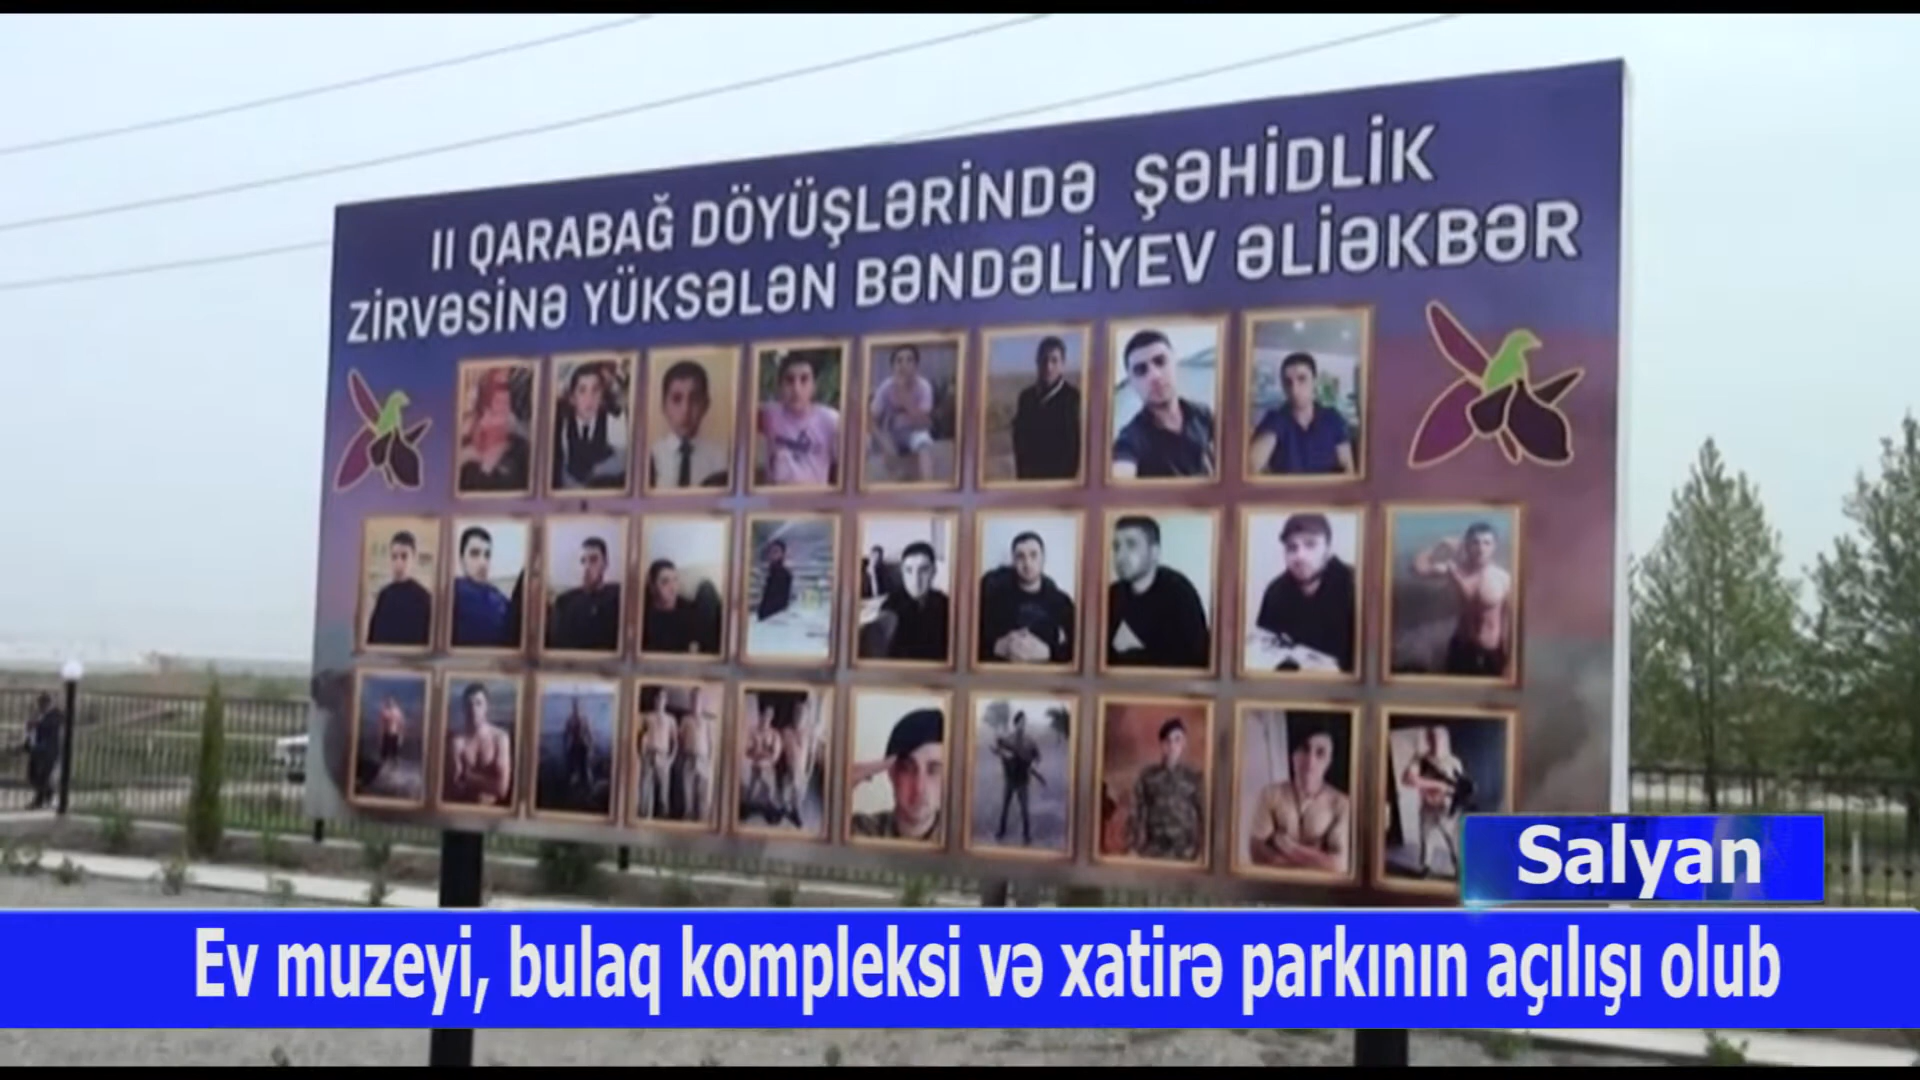 II QARABAĞ DÖYÜŞLƏRİNDƏ ŞƏHİDLİK
ZİRVƏSİNƏ YÜKSƏLƏN BƏNDƏLİYEV ƏLİƏKBƏR
Salyan
Ev muzeyi, bulaq kompleksi və xatirə parkının açılışı olub